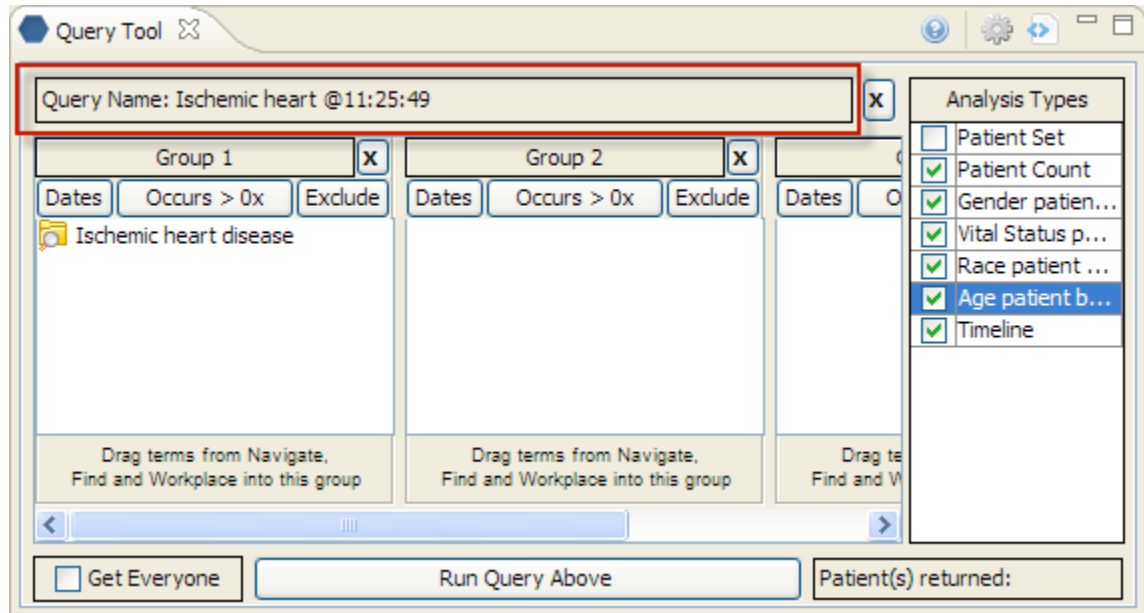 Query Tool
Query Name: Ischemic heart @11:25:49
x
Analysis Types
Group 1
x
Group 2
x
Dates
Occurs > 0x
Exclude
Dates
Occurs > 0x
Exclude
Dates
Ischemic heart disease
Patient Set
Patient Count
Gender patien...
Vital Status p...
Race patient ...
Age patient b...
Timeline
Drag terms from Navigate,
Find and Workplace into this group
Drag terms from Navigate,
Find and Workplace into this group
Drag te
Find and W
Get Everyone
Run Query Above
Patient(s) returned: